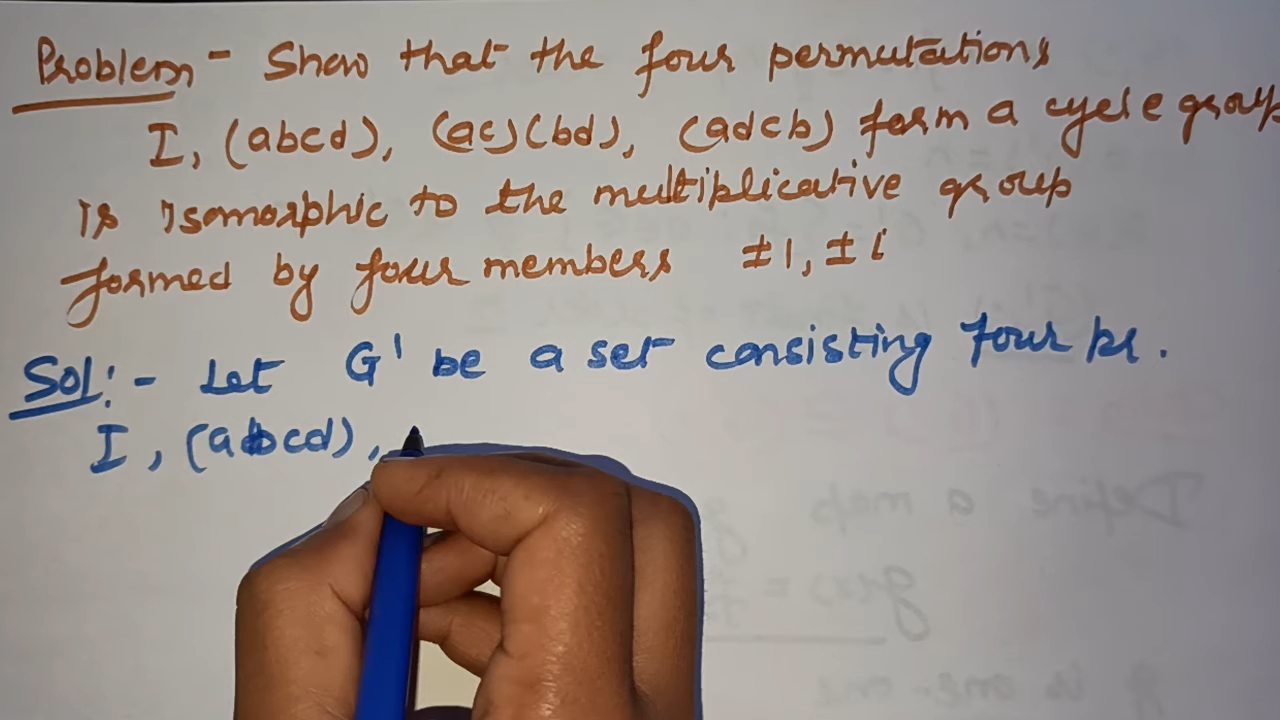 Problem - Show that the four permutations
I, (abcd), (ac)(bd), (adcb) form a cycle group
is isomorphic to the multiplicative group
formed by four members ±1, ±i
Sol:- Let G' be a set consisting four pr.
I, (abcd),